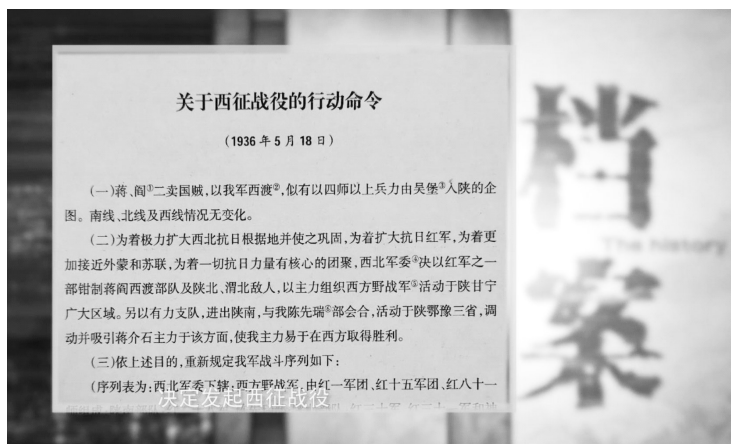 关于西征战役的行动命令
(1936年5月18日)
(一)蒋、阎①二卖国贼,以我军西渡②,似有以四师以上兵力由吴堡③入陕的企
图。南线、北线及西线情况无变化。
(二)为着极力扩大西北抗日根据地并使之巩固,为着扩大抗日红军,为着更
加接近外蒙和苏联,为着一切抗日力量有核心的团聚,西北军委④决以红军之一
部钳制蒋阎西渡部队及陕北、渭北敌人,以主力组织西方野战军⑤活动于陕甘宁
广大区域。另以有力支队,进出陕南,与我陈先瑞⑥部会合,活动于陕鄂豫三省,调
动并吸引蒋介石主力于该方面,使我主力易于在西方取得胜利。
(三)依上述目的,重新规定我军战斗序列如下:
(序列表为:西北军委下辖:西方野战军,由红一军团、红十五军团、红八十一
决定发起西征战役
档案
The history